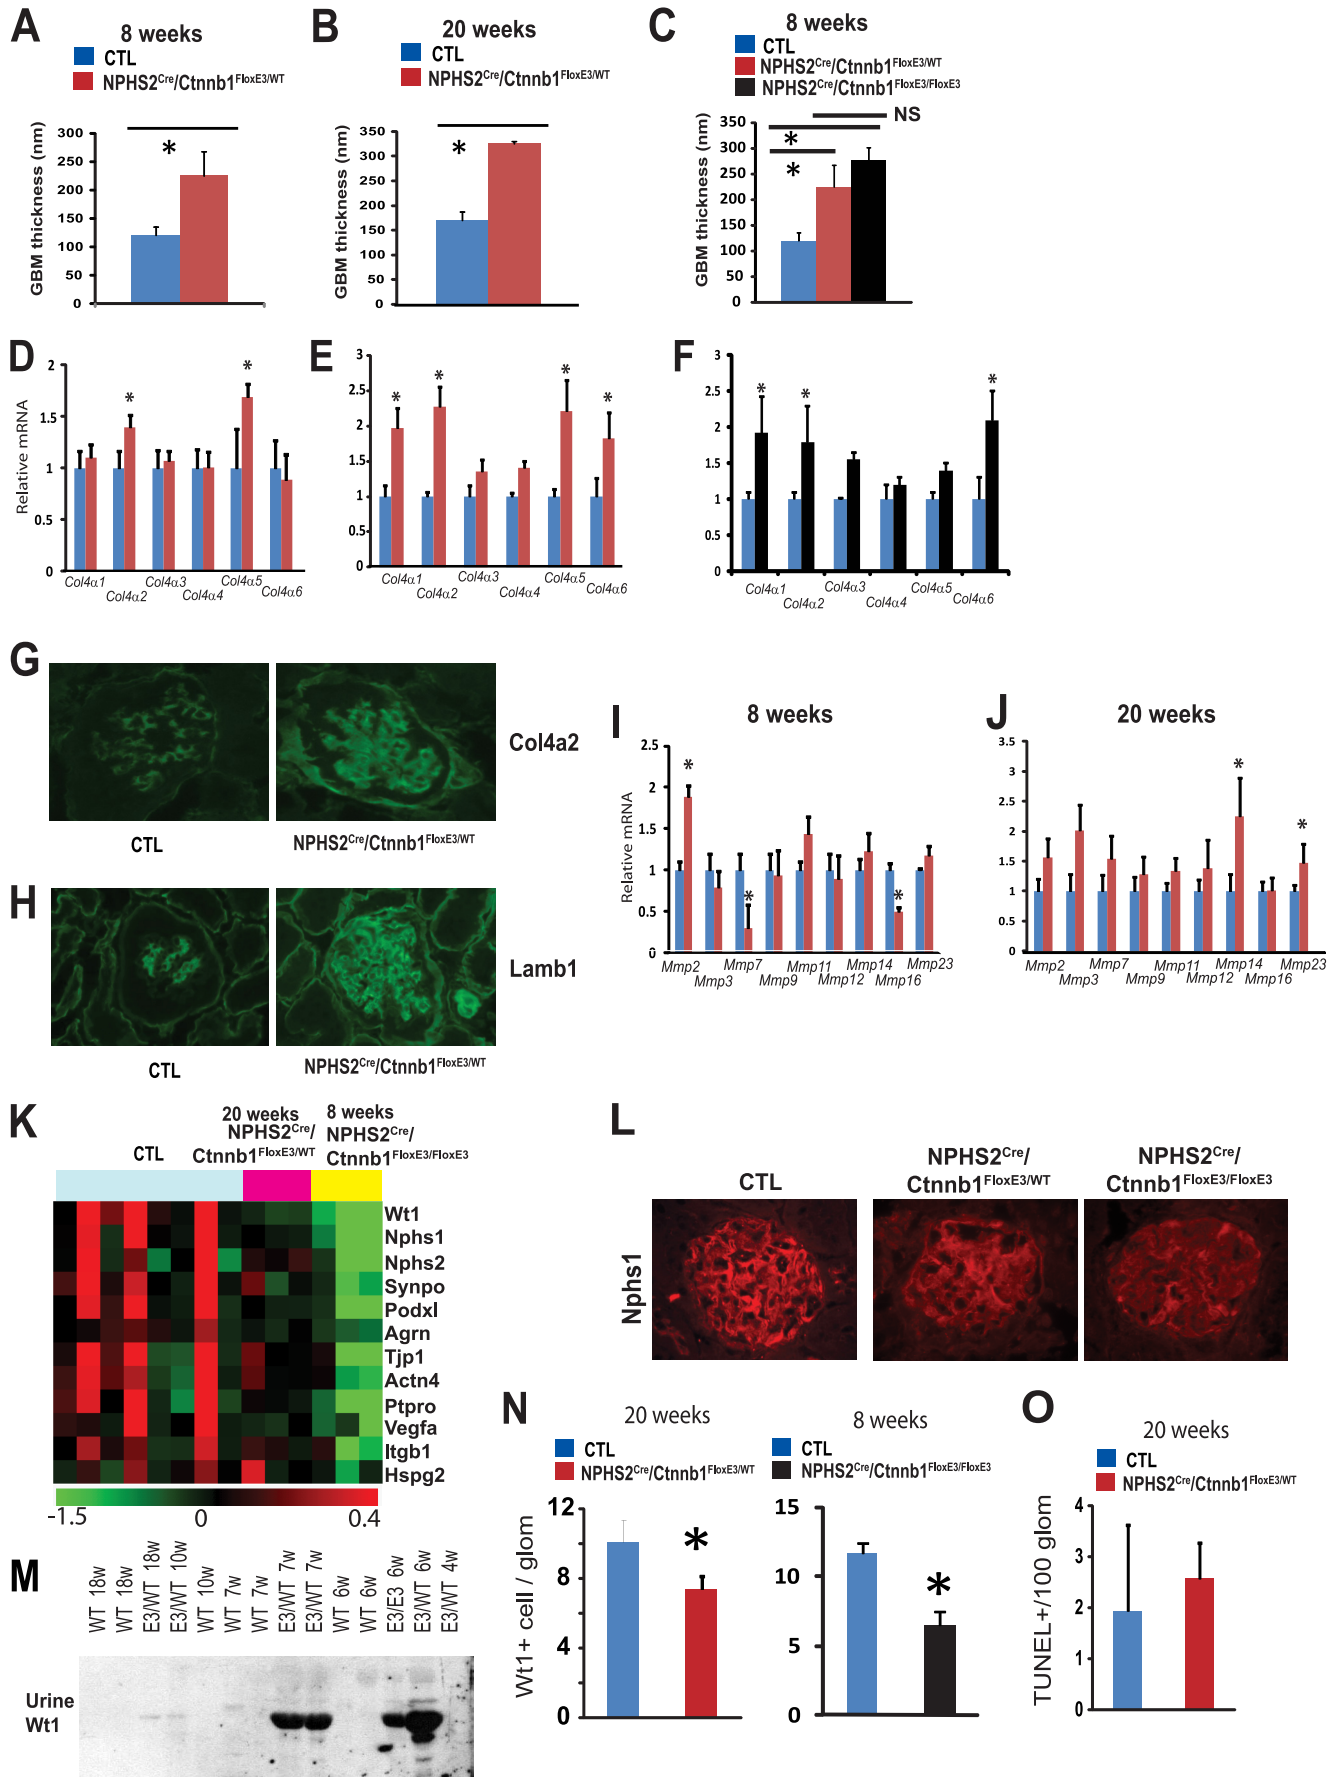 A
8 weeks
CTL
NPHS2Cre/Ctnnb1FloxE3/WT
GBM thickness (nm)
300
250
200
150
100
50
0
*
B
20 weeks
CTL
NPHS2Cre/Ctnnb1FloxE3/WT
GBM thickness (nm)
350
300
250
200
150
100
50
0
*
C
8 weeks
CTL
NPHS2Cre/Ctnnb1FloxE3/WT
NPHS2Cre/Ctnnb1FloxE3/FloxE3
NS
GBM thickness (nm)
350
300
250
200
150
100
50
0
*
*
D
Relative mRNA
2
1.5
1
0.5
0
*
*
Col4α1
Col4α2
Col4α3
Col4α4
Col4α5
Col4α6
E
3
2.5
2
1.5
1
0.5
0
*
*
*
*
Col4α1
Col4α2
Col4α3
Col4α4
Col4α5
Col4α6
F
3
2.5
2
1.5
1
0.5
0
*
*
*
Col4α1
Col4α2
Col4α3
Col4α4
Col4α5
Col4α6
G
Col4a2
CTL
NPHS2Cre/Ctnnb1FloxE3/WT
H
Lamb1
CTL
NPHS2Cre/Ctnnb1FloxE3/WT
I
8 weeks
Relative mRNA
2.5
2
1.5
1
0.5
0
*
*
*
Mmp2
Mmp3
Mmp7
Mmp9
Mmp11
Mmp12
Mmp14
Mmp16
Mmp23
J
20 weeks
3.5
3
2.5
2
1.5
1
0.5
0
*
*
Mmp2
Mmp3
Mmp7
Mmp9
Mmp11
Mmp12
Mmp14
Mmp16
Mmp23
K
CTL
20 weeks
NPHS2Cre/
Ctnnb1FloxE3/WT
8 weeks
NPHS2Cre/
Ctnnb1FloxE3/FloxE3
Wt1
Nphs1
Nphs2
Synpo
Podxl
Agrn
Tjp1
Actn4
Ptpro
Vegfa
Itgb1
Hspg2
-1.5
0
0.4
L
CTL
NPHS2Cre/
Ctnnb1FloxE3/WT
NPHS2Cre/
Ctnnb1FloxE3/FloxE3
Nphs1
M
WT 18w
WT 18w
E3/WT 18w
E3/WT 10w
WT 10w
WT 7w
WT 7w
E3/WT 7w
E3/WT 7w
WT 6w
WT 6w
E3/E3 6w
E3/WT 6w
E3/WT 4w
Urine
Wt1
N
20 weeks
CTL
NPHS2Cre/Ctnnb1FloxE3/WT
Wt1+ cell / glom
12
8
4
0
*
8 weeks
CTL
NPHS2Cre/Ctnnb1FloxE3/FloxE3
15
10
5
0
*
O
20 weeks
CTL
NPHS2Cre/Ctnnb1FloxE3/WT
TUNEL+/100 glom
4
3
2
1
0